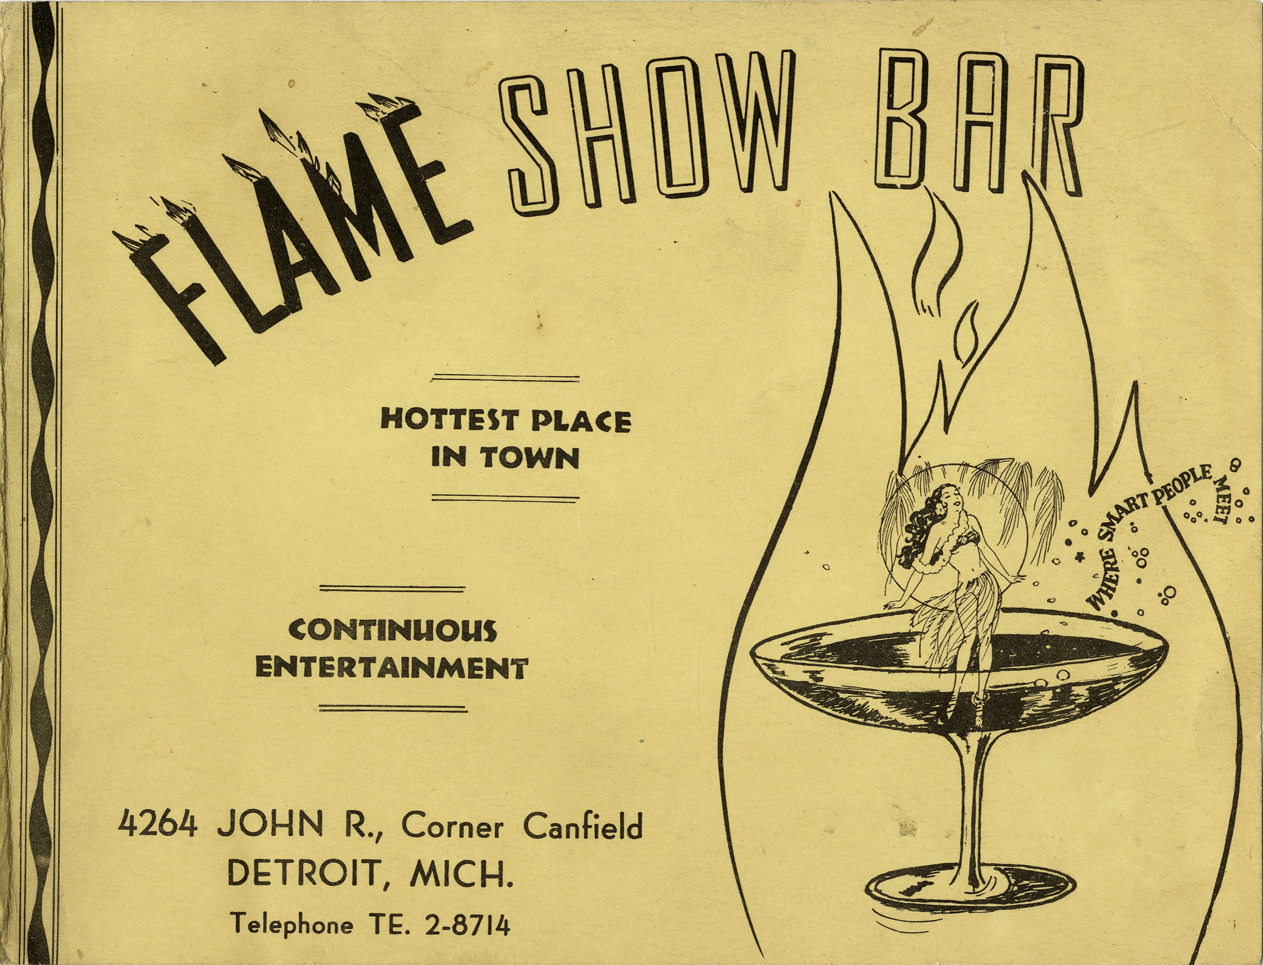 FLAME SHOW BAR
HOTTEST PLACE
IN TOWN
WHERE SMART PEOPLE MEET
CONTINUOUS
ENTERTAINMENT
4264 JOHN R., Corner Canfield
DETROIT, MICH.
Telephone TE. 2-8714